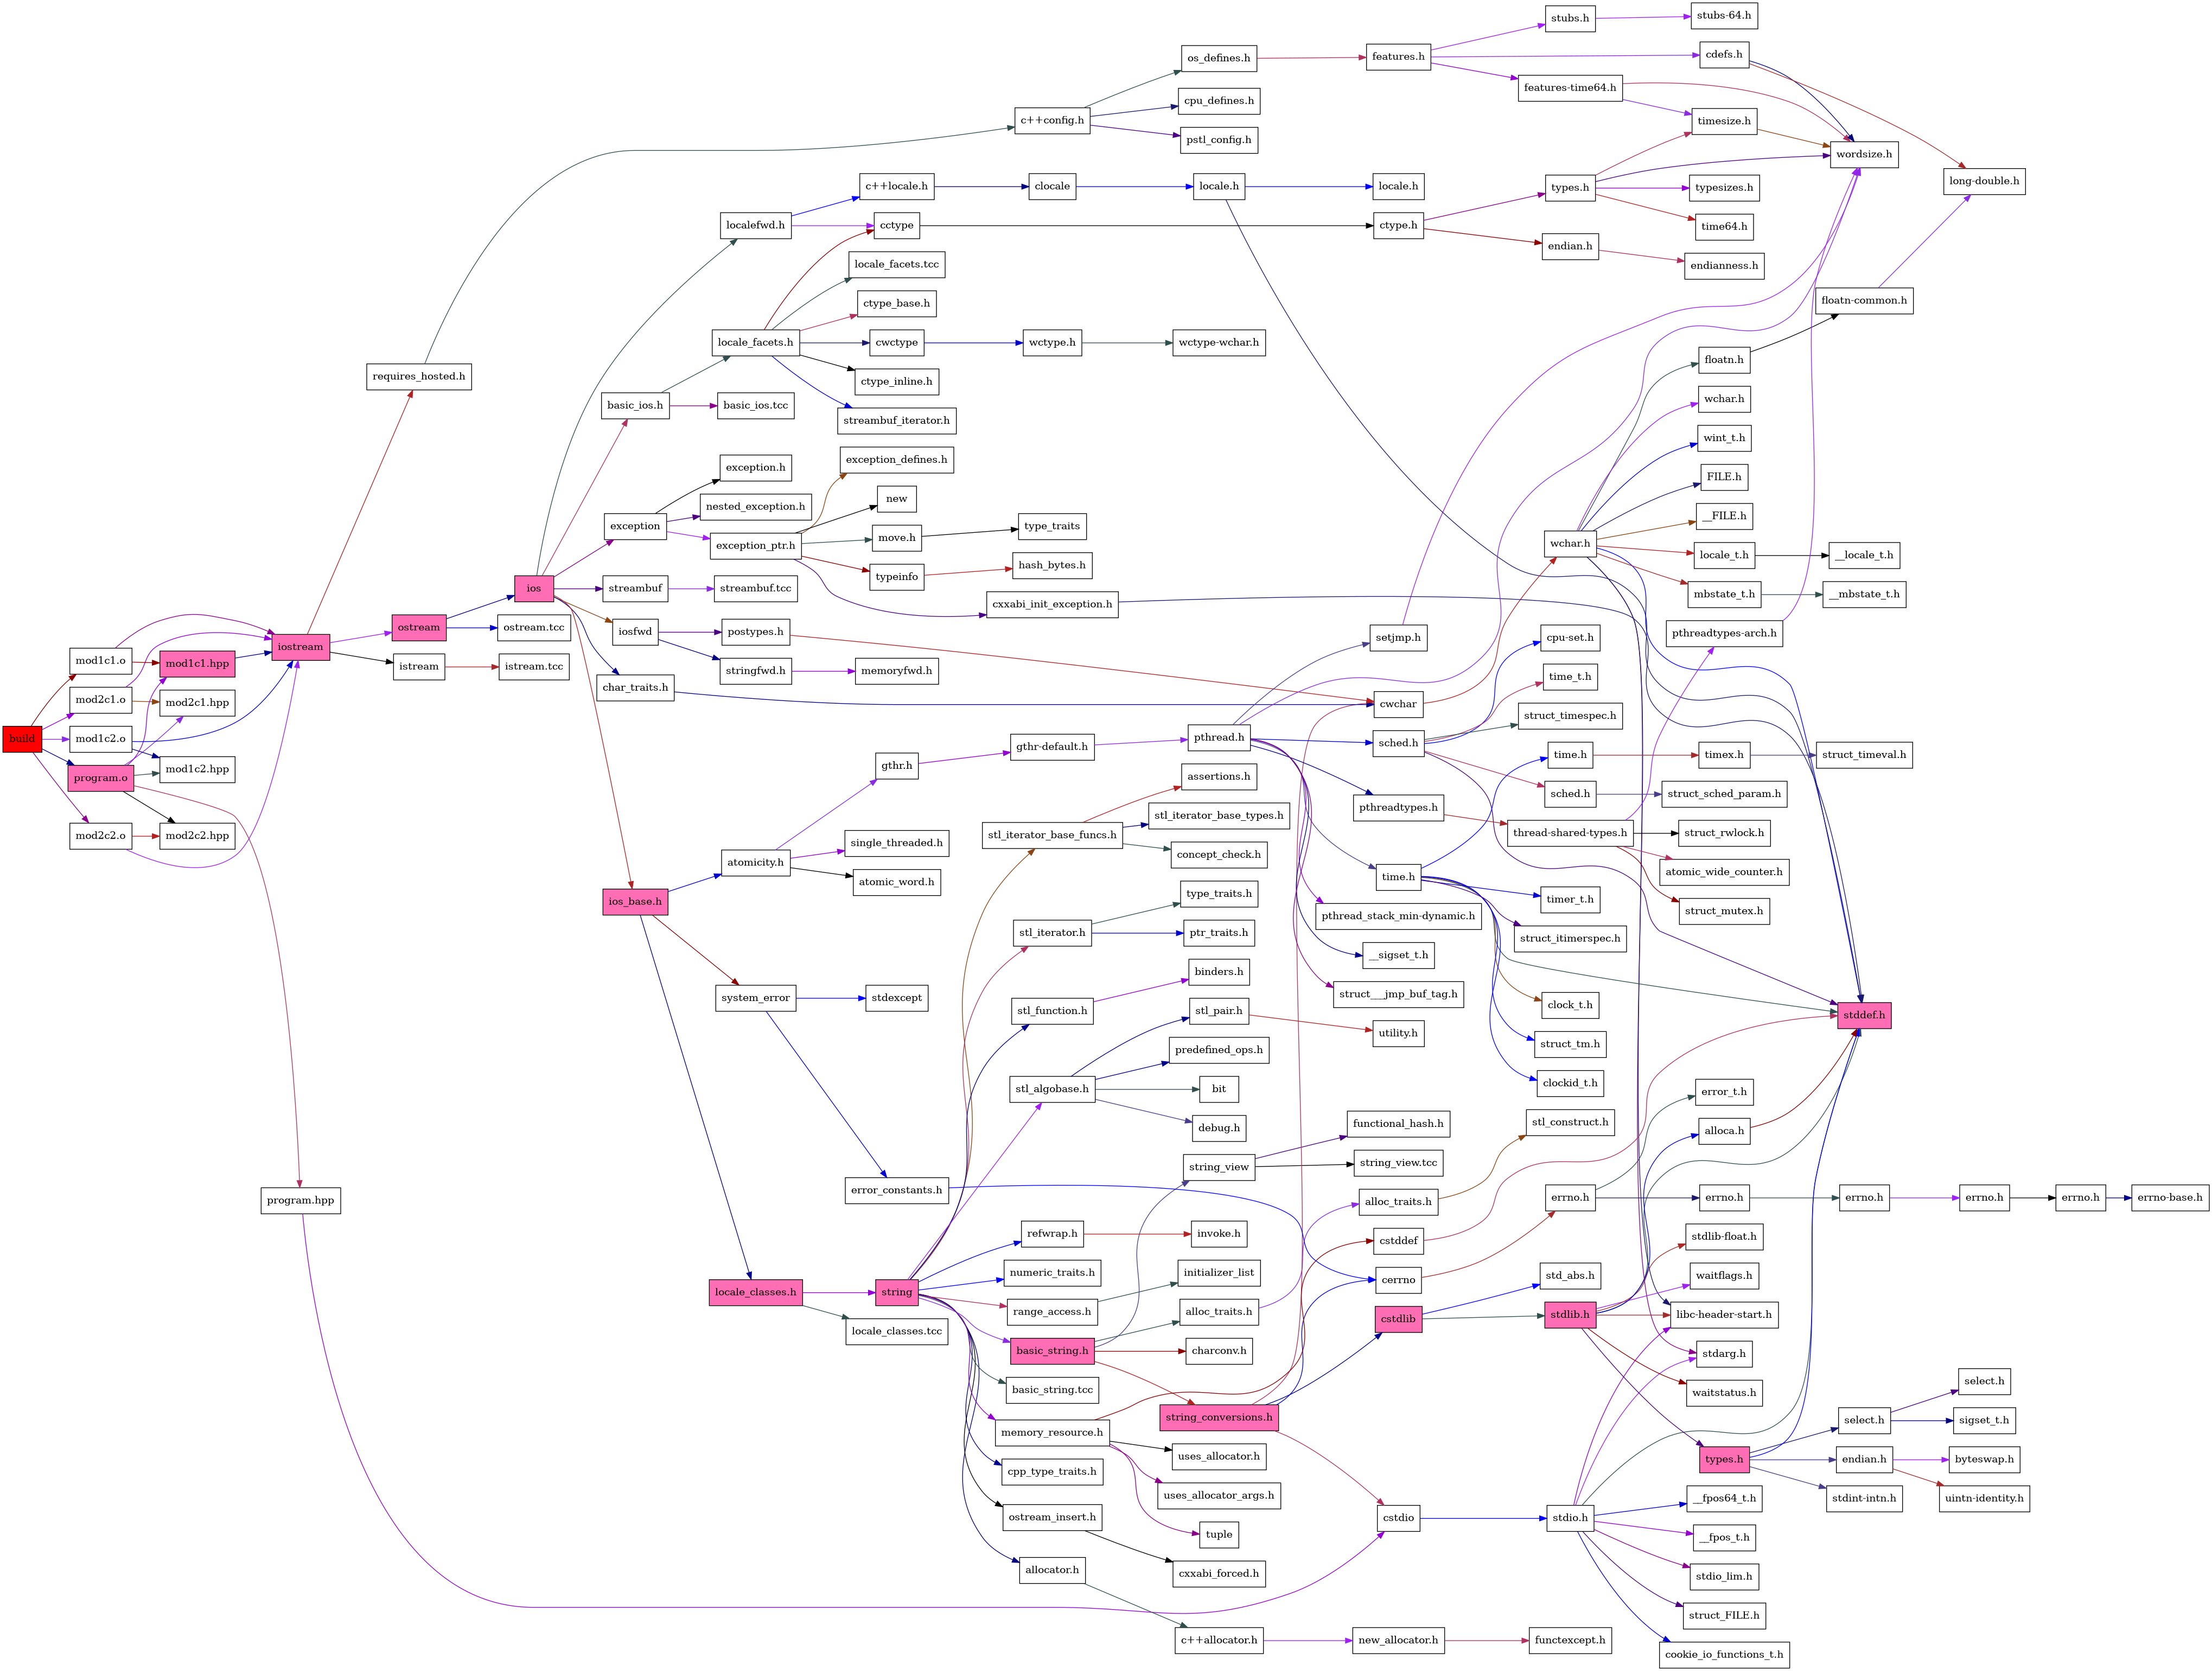 build
mod1c1.o
mod2c1.o
mod1c2.o
program.o
mod2c2.o
mod1c1.hpp
mod2c1.hpp
mod1c2.hpp
mod2c2.hpp
iostream
program.hpp
requires_hosted.h
ostream
istream
ios
ostream.tcc
istream.tcc
basic_ios.h
exception
streambuf
iosfwd
char_traits.h
ios_base.h
localefwd.h
locale_facets.h
basic_ios.tcc
exception.h
nested_exception.h
exception_ptr.h
streambuf.tcc
postypes.h
stringfwd.h
atomicity.h
system_error
locale_classes.h
c++locale.h
cctype
locale_facets.tcc
ctype_base.h
cwctype
ctype_inline.h
streambuf_iterator.h
exception_defines.h
new
move.h
typeinfo
memoryfwd.h
gthr.h
single_threaded.h
atomic_word.h
stdexcept
error_constants.h
string
locale_classes.tcc
c++config.h
clocale
wctype.h
type_traits
hash_bytes.h
cxxabi_init_exception.h
gthr-default.h
stl_iterator_base_funcs.h
stl_iterator.h
stl_function.h
stl_algobase.h
refwrap.h
numeric_traits.h
range_access.h
basic_string.h
basic_string.tcc
memory_resource.h
cpp_type_traits.h
ostream_insert.h
allocator.h
os_defines.h
cpu_defines.h
pstl_config.h
locale.h
wctype-wchar.h
pthread.h
assertions.h
stl_iterator_base_types.h
concept_check.h
type_traits.h
ptr_traits.h
binders.h
stl_pair.h
predefined_ops.h
bit
debug.h
string_view
invoke.h
initializer_list
alloc_traits.h
charconv.h
string_conversions.h
uses_allocator.h
uses_allocator_args.h
tuple
cxxabi_forced.h
c++allocator.h
features.h
locale.h
ctype.h
setjmp.h
cwchar
sched.h
pthreadtypes.h
time.h
pthread_stack_min-dynamic.h
__sigset_t.h
struct___jmp_buf_tag.h
utility.h
functional_hash.h
string_view.tcc
alloc_traits.h
cstddef
cerrno
cstdlib
cstdio
new_allocator.h
stubs.h
features-time64.h
types.h
endian.h
wchar.h
cpu-set.h
time_t.h
struct_timespec.h
time.h
sched.h
thread-shared-types.h
timer_t.h
struct_itimerspec.h
clock_t.h
struct_tm.h
clockid_t.h
stl_construct.h
errno.h
std_abs.h
stdlib.h
stdio.h
functexcept.h
stubs-64.h
cdefs.h
timesize.h
typesizes.h
time64.h
endianness.h
floatn.h
wchar.h
wint_t.h
FILE.h
__FILE.h
locale_t.h
mbstate_t.h
pthreadtypes-arch.h
timex.h
struct_sched_param.h
struct_rwlock.h
atomic_wide_counter.h
struct_mutex.h
error_t.h
alloca.h
errno.h
stdlib-float.h
waitflags.h
libc-header-start.h
stdarg.h
waitstatus.h
types.h
__fpos64_t.h
__fpos_t.h
stdio_lim.h
struct_FILE.h
cookie_io_functions_t.h
wordsize.h
floatn-common.h
__locale_t.h
__mbstate_t.h
struct_timeval.h
stddef.h
errno.h
select.h
endian.h
stdint-intn.h
long-double.h
errno.h
select.h
sigset_t.h
byteswap.h
uintn-identity.h
errno.h
errno-base.h